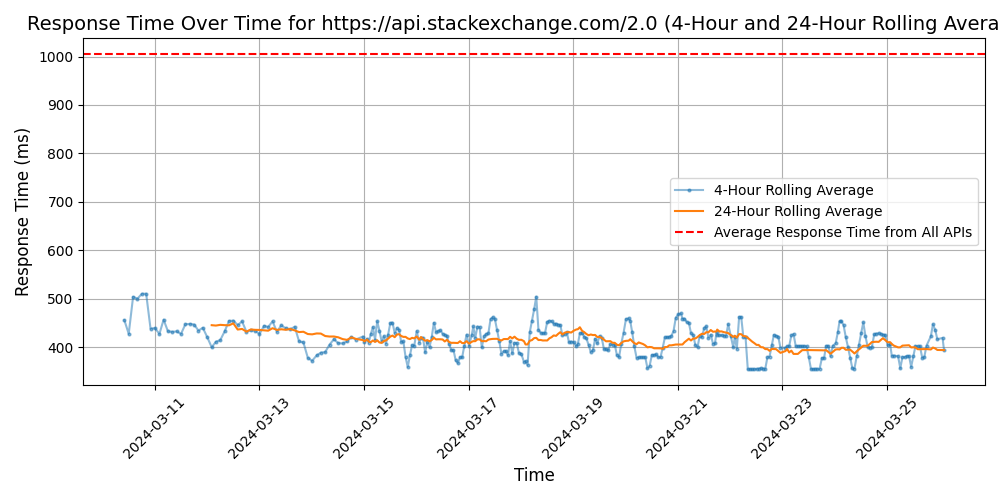 Response Time Over Time for https://api.stackexchange.com/2.0 (4-Hour and 24-Hour Rolling Avera
Response Time (ms)
1000
900
800
700
600
500
400
4-Hour Rolling Average
24-Hour Rolling Average
Average Response Time from All APIs
2024-03-11
2024-03-13
2024-03-15
2024-03-17
2024-03-19
2024-03-21
2024-03-23
2024-03-25
Time